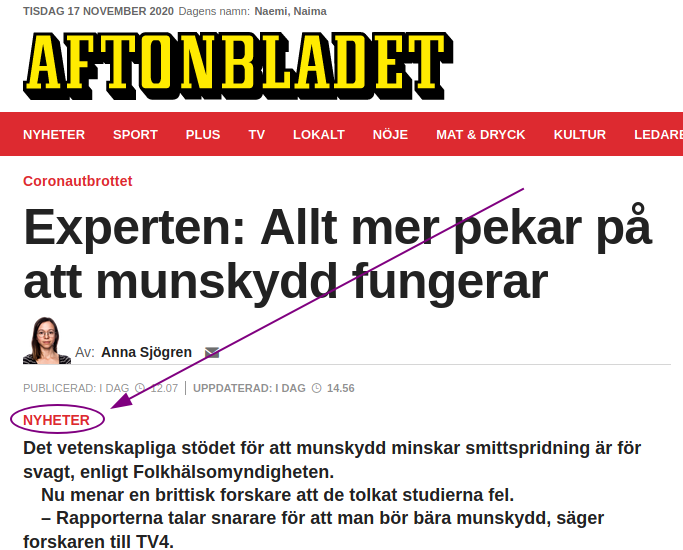 TISDAG 17 NOVEMBER 2020 Dagens namn: Naemi, Naima
AFTONBLADET
NYHETER SPORT PLUS TV LOKALT NÖJE MAT & DRYCK KULTUR LEDARE
Coronautbrottet
Experten: Allt mer pekar på
att munskydd fungerar
Av: Anna Sjögren
PUBLICERAD: I DAG 12.07 | UPPDATERAD: I DAG 14.56
NYHETER
Det vetenskapliga stödet för att munskydd minskar smittspridning är för
svagt, enligt Folkhälsomyndigheten.
Nu menar en brittisk forskare att de tolkat studierna fel.
– Rapporterna talar snarare för att man bör bära munskydd, säger
forskaren till TV4.